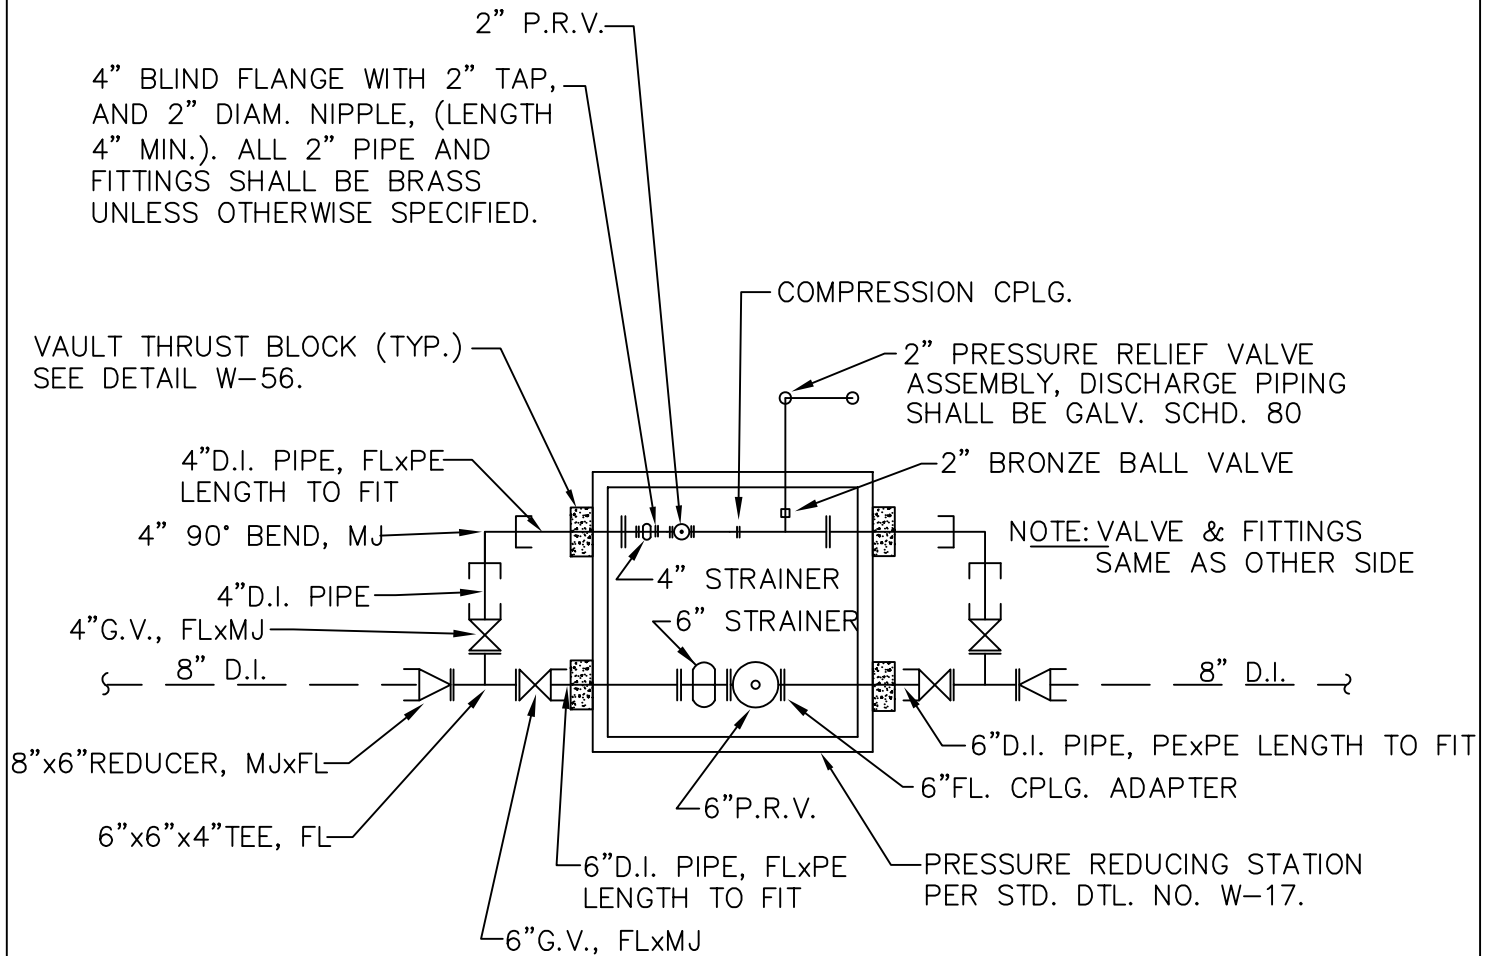 2" P.R.V.
4" BLIND FLANGE WITH 2" TAP,
AND 2" DIAM. NIPPLE, (LENGTH
4" MIN.). ALL 2" PIPE AND
FITTINGS SHALL BE BRASS
UNLESS OTHERWISE SPECIFIED.
COMPRESSION CPLG.
VAULT THRUST BLOCK (TYP.)
SEE DETAIL W-56.
2" PRESSURE RELIEF VALVE
ASSEMBLY, DISCHARGE PIPING
SHALL BE GALV. SCHD. 80
4"D.I. PIPE, FLxPE
LENGTH TO FIT
2" BRONZE BALL VALVE
4" 90° BEND, MJ
NOTE: VALVE & FITTINGS
SAME AS OTHER SIDE
4" STRAINER
4"D.I. PIPE
6" STRAINER
4"G.V., FLxMJ
8" D.I.
8" D.I.
6"D.I. PIPE, PExPE LENGTH TO FIT
8"x6"REDUCER, MJxFL
6"FL. CPLG. ADAPTER
6"P.R.V.
6"x6"x4"TEE, FL
6"D.I. PIPE, FLxPE
LENGTH TO FIT
PRESSURE REDUCING STATION
PER STD. DTL. NO. W-17.
6"G.V., FLxMJ